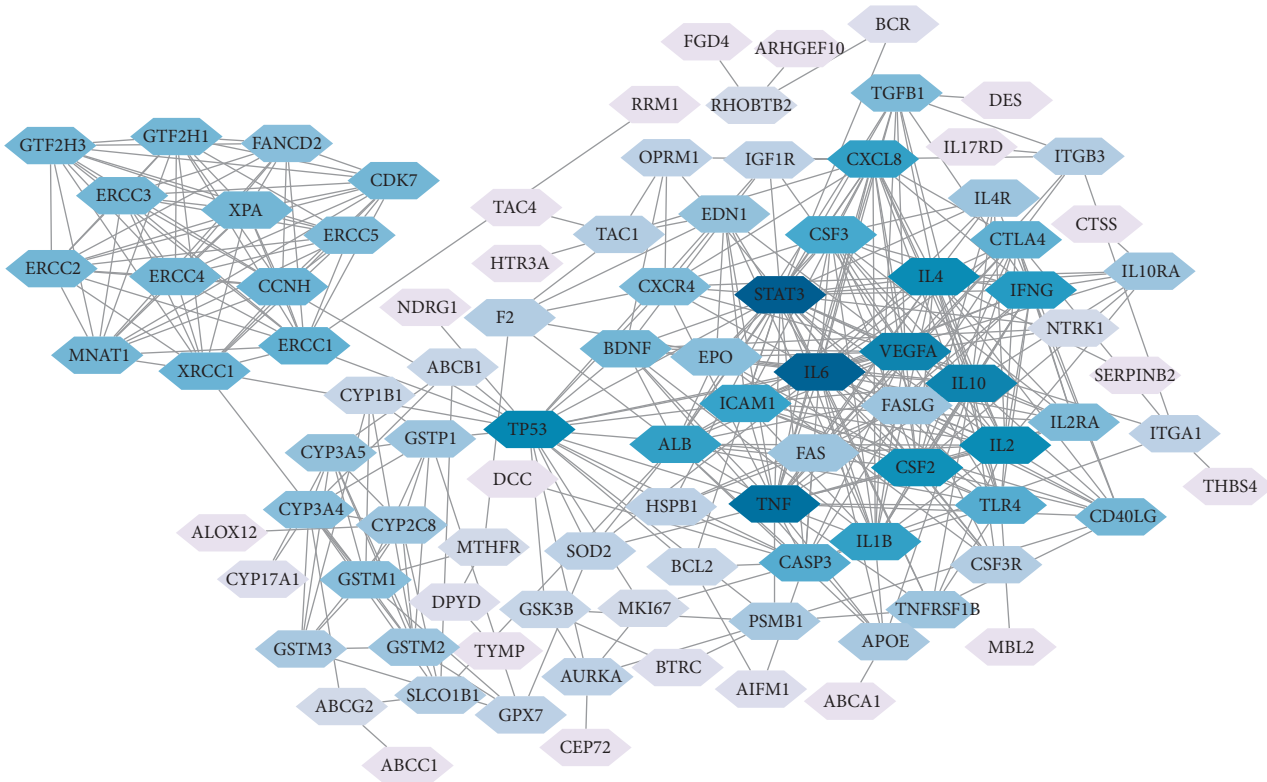 BCR
FGD4
ARHGEF10
RRM1
RHOBTB2
TGFB1
DES
GTF2H3
GTF2H1
FANCD2
OPRM1
IGF1R
CXCL8
IL17RD
ITGB3
CDK7
ERCC3
XPA
TAC4
TAC1
EDN1
CSF3
IL4R
CTSS
ERCC5
CTLA4
ERCC2
ERCC4
CCNH
HTR3A
CXCR4
STAT3
IL4
IFNG
IL10RA
NDRG1
F2
NTRK1
MNAT1
XRCC1
ERCC1
ABCB1
BDNF
EPO
VEGFA
IL6
IL10
SERPINB2
CYP1B1
ICAM1
FASLG
GSTP1
TP53
ALB
IL2RA
ITGA1
CYP3A5
FAS
IL2
DCC
CSF2
THBS4
CYP3A4
HSPB1
TNF
TLR4
CD40LG
ALOX12
CYP2C8
MTHFR
SOD2
IL1B
CYP17A1
GSTM1
BCL2
CASP3
CSF3R
DPYD
GSK3B
MKI67
PSMB1
TNFRSF1B
GSTM3
GSTM2
TYMP
APOE
MBL2
SLCO1B1
AURKA
BTRC
AIFM1
ABCA1
ABCG2
GPX7
ABCC1
CEP72